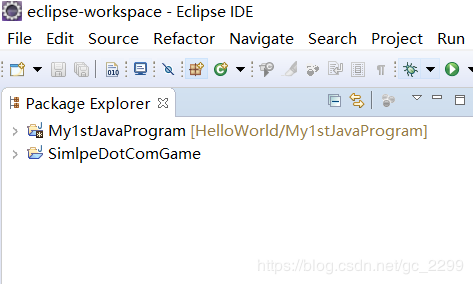 eclipse-workspace - Eclipse IDE
File Edit Source Refactor Navigate Search Project Run
010
Package Explorer
My1stJavaProgram [HelloWorld/My1stJavaProgram]
SimlpeDotComGame
https://blog.csdn.net/gc_2299